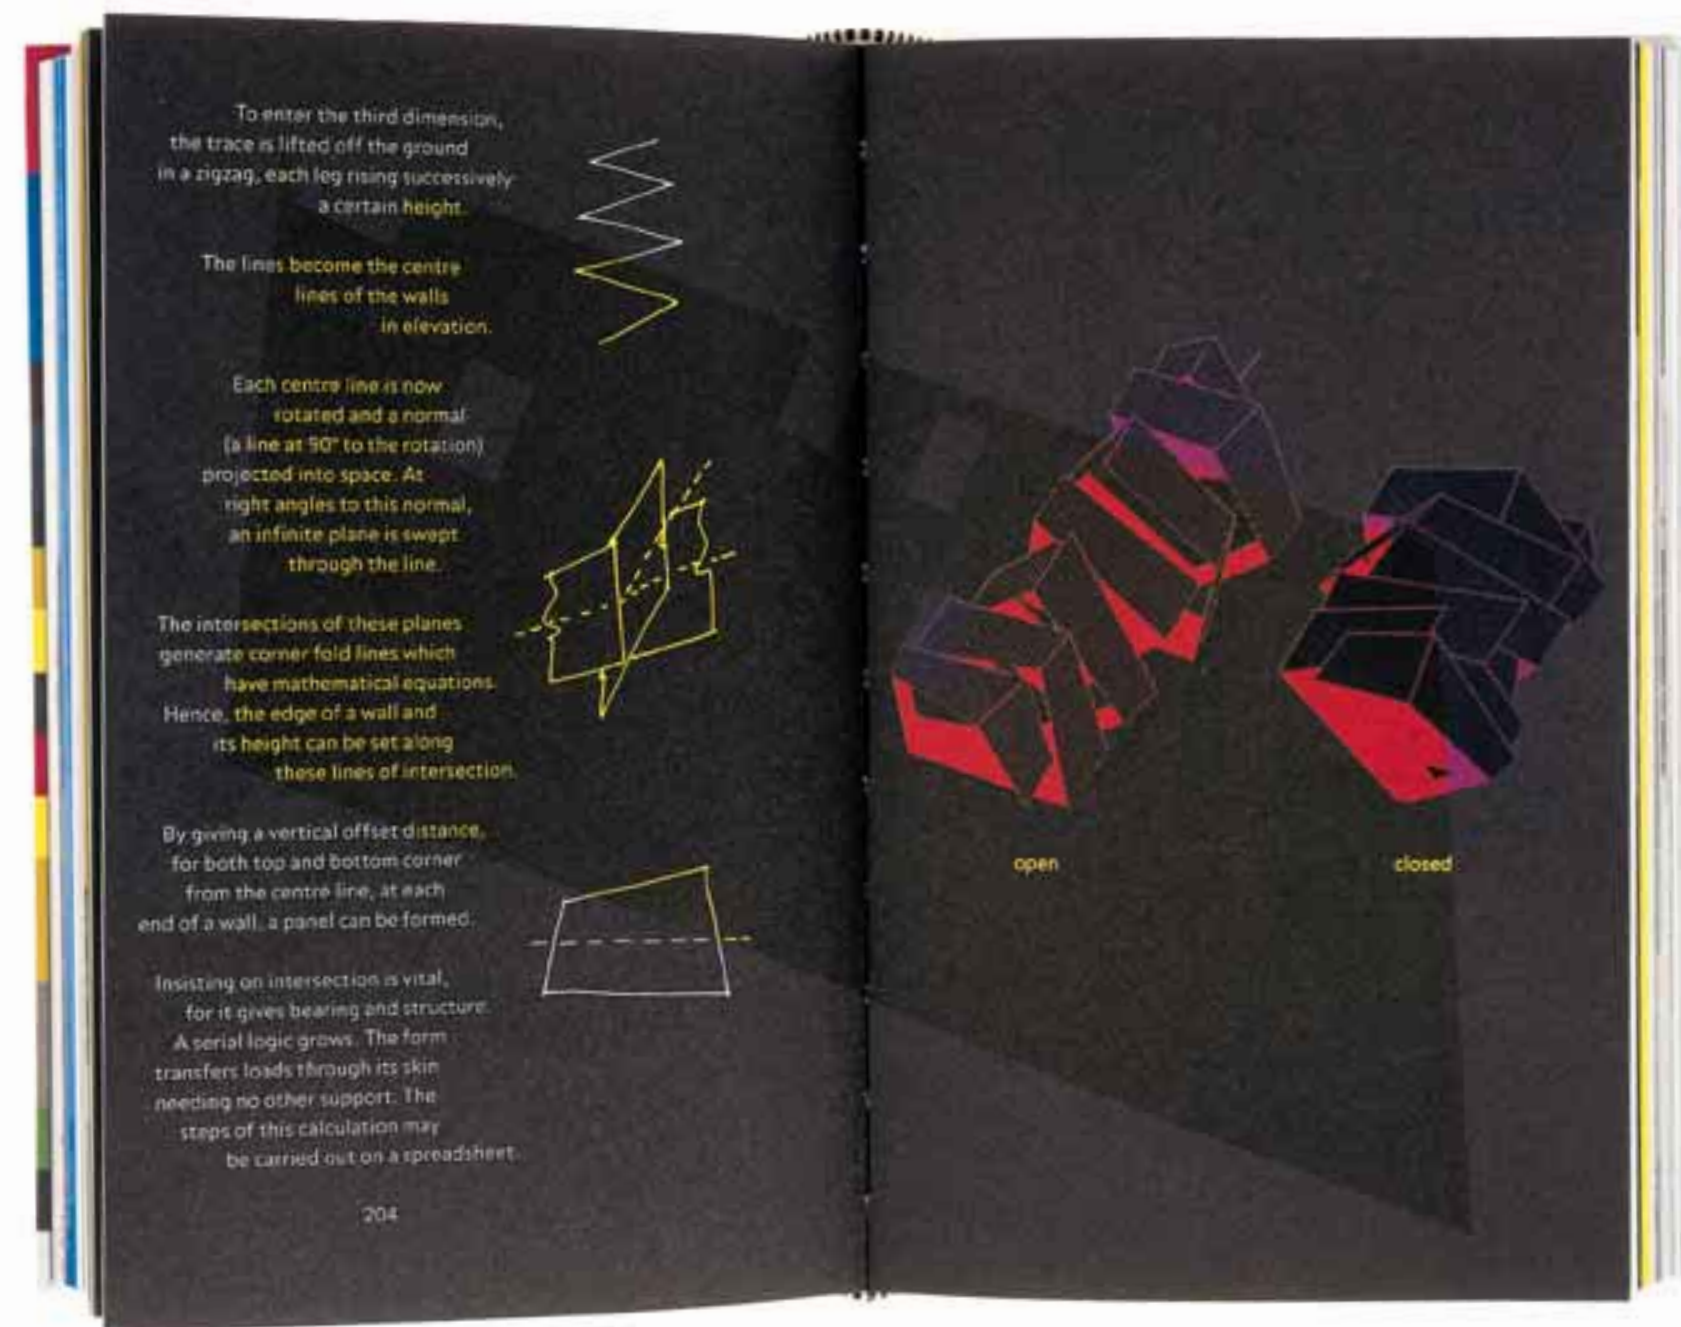 To enter the third dimension,
the trace is lifted off the ground
in a zigzag, each leg rising successively
a certain height.
The lines become the centre
lines of the walls
in elevation.
Each centre line is now
rotated and a normal
(a line at 90° to the rotation)
projected into space. At
right angles to this normal,
an infinite plane is swept
through the line.
The intersections of these planes
generate corner fold lines which
have mathematical equations.
Hence, the edge of a wall and
its height can be set along
these lines of intersection.
By giving a vertical offset distance,
for both top and bottom corner
from the centre line, at each
end of a wall, a panel can be formed.
Insisting on intersection is vital,
for it gives bearing and structure.
A serial logic grows. The form
transfers loads through its skin
needing no other support. The
steps of this calculation may
be carried out on a spreadsheet.
204
open
closed